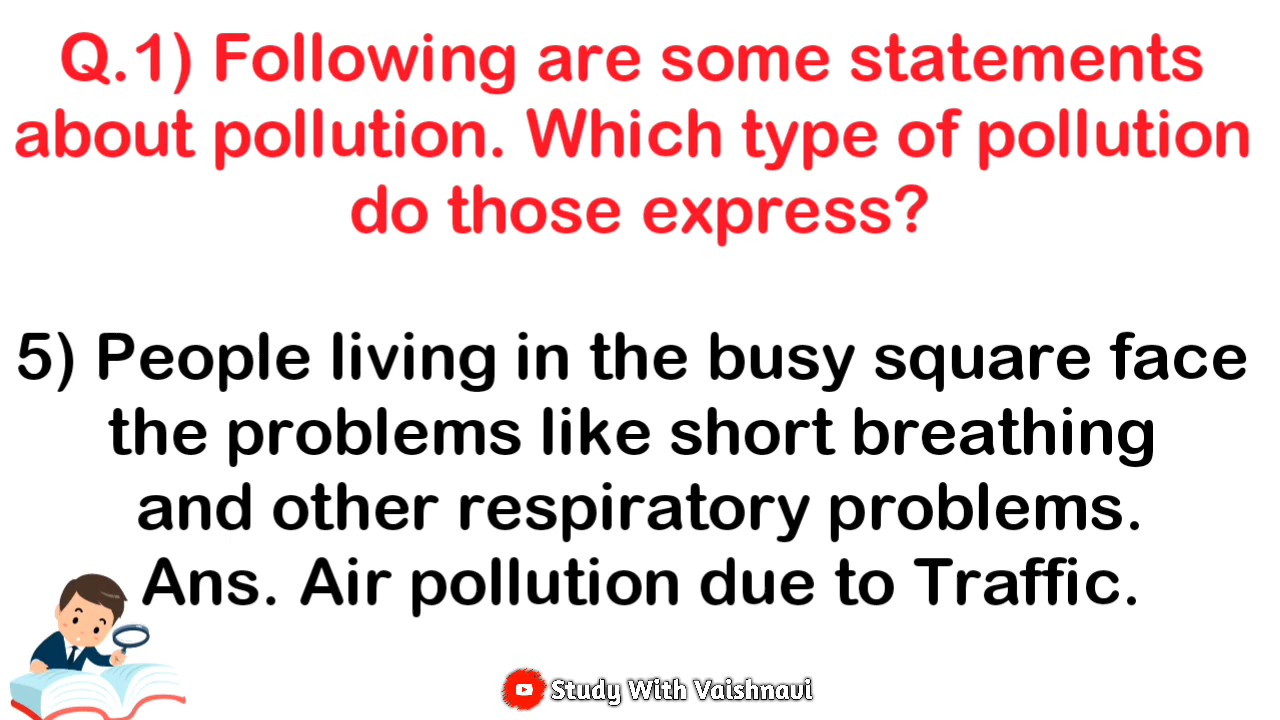 Q.1) Following are some statements
about pollution. Which type of pollution
do those express?
5) People living in the busy square face
the problems like short breathing
and other respiratory problems.
Ans. Air pollution due to Traffic.
Study With Vaishnavi